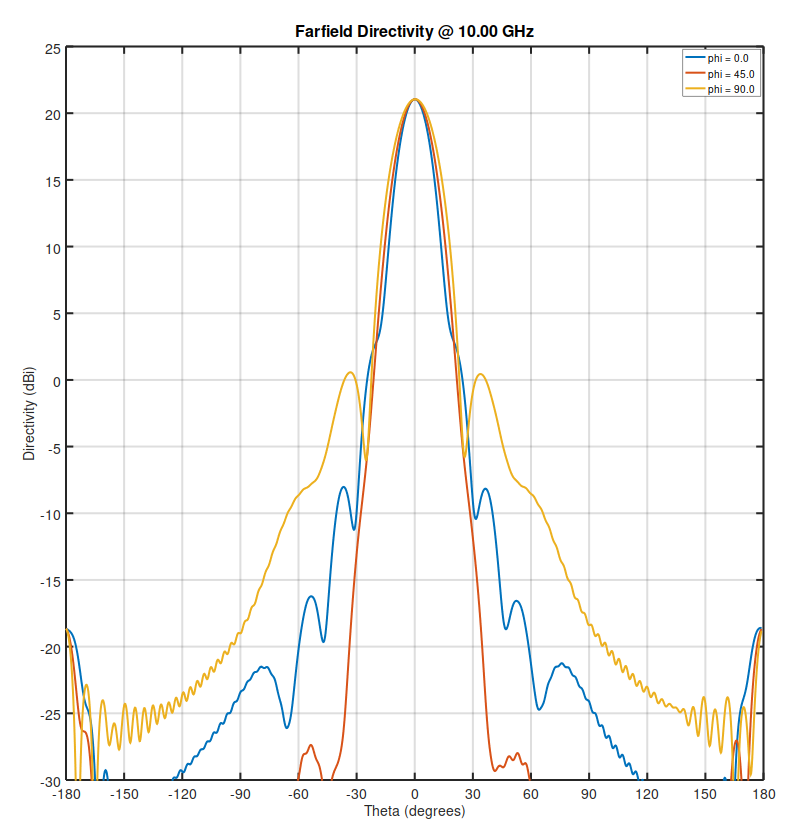 Farfield Directivity @ 10.00 GHz
phi = 0.0
phi = 45.0
phi = 90.0
25
20
15
10
5
0
-5
-10
-15
-20
-25
-30
Directivity (dBi)
-180 -150 -120 -90 -60 -30 0 30 60 90 120 150 180
Theta (degrees)